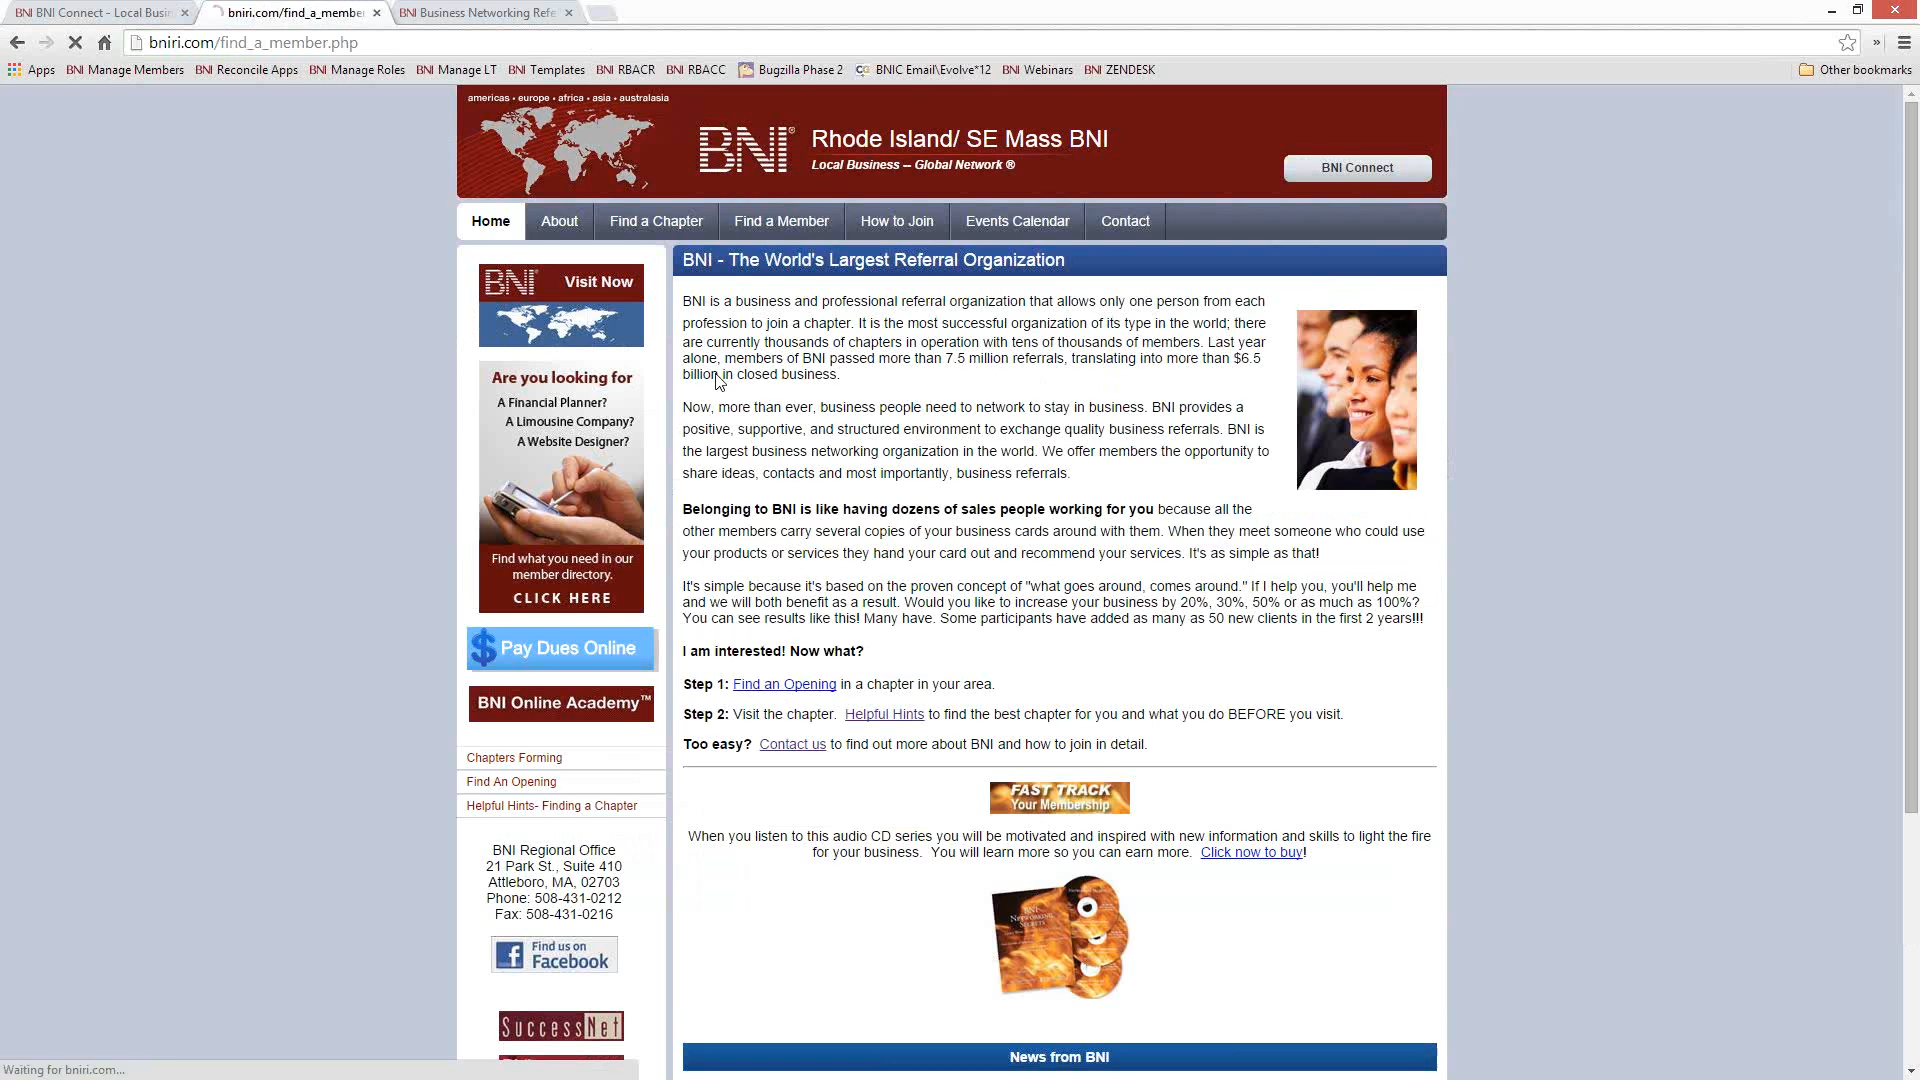 BNI BNI Connect - Local Busin
bniri.com/find_a_membe
BNI Business Networking Refe
bniri.com/find_a_member.php
Apps
BNI Manage Members
BNI Reconcile Apps
BNI Manage Roles
BNI Manage LT
BNI Templates
BNI RBACR
BNI RBACC
Bugzilla Phase 2
BNIC Email\Evolve*12
BNI Webinars
BNI ZENDESK
Other bookmarks
americas • europe • africa • asia • australasia
BNI® Rhode Island/ SE Mass BNI
Local Business -- Global Network ®
BNI Connect
Home
About
Find a Chapter
Find a Member
How to Join
Events Calendar
Contact
BNI® Visit Now
Are you looking for
A Financial Planner?
A Limousine Company?
A Website Designer?
Find what you need in our
member directory.
CLICK HERE
$ Pay Dues Online
BNI Online Academy™
Chapters Forming
Find An Opening
Helpful Hints- Finding a Chapter
BNI Regional Office
21 Park St., Suite 410
Attleboro, MA, 02703
Phone: 508-431-0212
Fax: 508-431-0216
Find us on
Facebook
SuccessNet
BNI - The World's Largest Referral Organization
BNI is a business and professional referral organization that allows only one person from each
profession to join a chapter. It is the most successful organization of its type in the world; there
are currently thousands of chapters in operation with tens of thousands of members. Last year
alone, members of BNI passed more than 7.5 million referrals, translating into more than $6.5
billion in closed business.
Now, more than ever, business people need to network to stay in business. BNI provides a
positive, supportive, and structured environment to exchange quality business referrals. BNI is
the largest business networking organization in the world. We offer members the opportunity to
share ideas, contacts and most importantly, business referrals.
Belonging to BNI is like having dozens of sales people working for you because all the
other members carry several copies of your business cards around with them. When they meet someone who could use
your products or services they hand your card out and recommend your services. It's as simple as that!
It's simple because it's based on the proven concept of "what goes around, comes around." If I help you, you'll help me
and we will both benefit as a result. Would you like to increase your business by 20%, 30%, 50% or as much as 100%?
You can see results like this! Many have. Some participants have added as many as 50 new clients in the first 2 years!!!
I am interested! Now what?
Step 1: Find an Opening in a chapter in your area.
Step 2: Visit the chapter. Helpful Hints to find the best chapter for you and what you do BEFORE you visit.
Too easy? Contact us to find out more about BNI and how to join in detail.
FAST TRACK
Your Membership
When you listen to this audio CD series you will be motivated and inspired with new information and skills to light the fire
for your business. You will learn more so you can earn more. Click now to buy!
BNI
NETWORKING
SECRETS
News from BNI
Waiting for bniri.com...